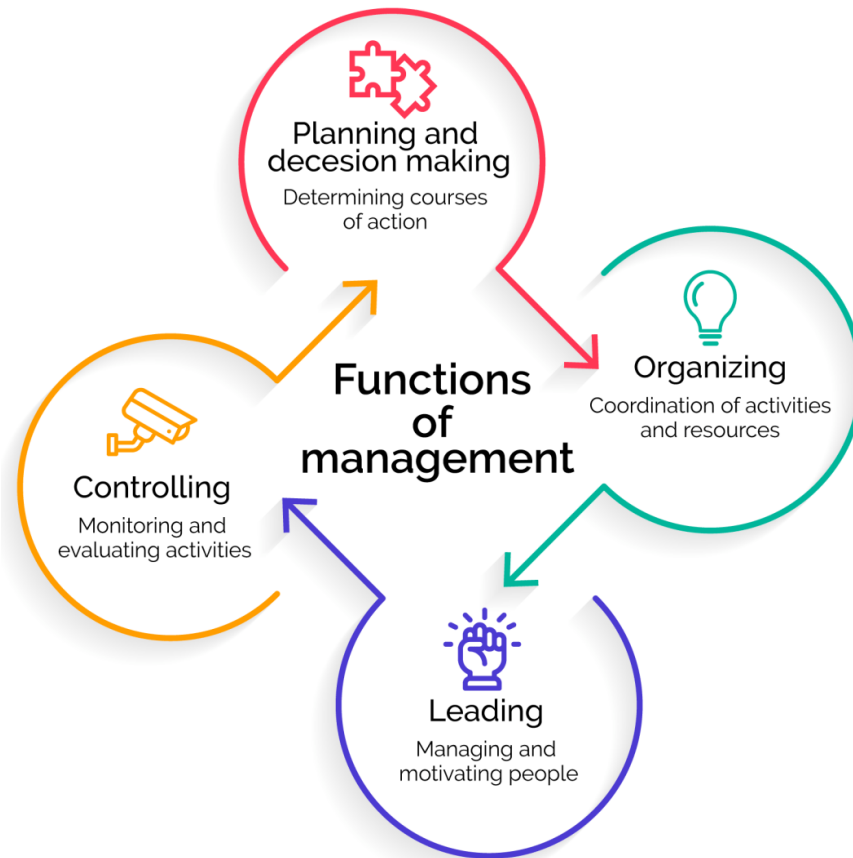 Planning and
decesion making
Determining courses
of action
Organizing
Coordination of activities
and resources
Functions
of
management
Controlling
Monitoring and
evaluating activities
Leading
Managing and
motivating people